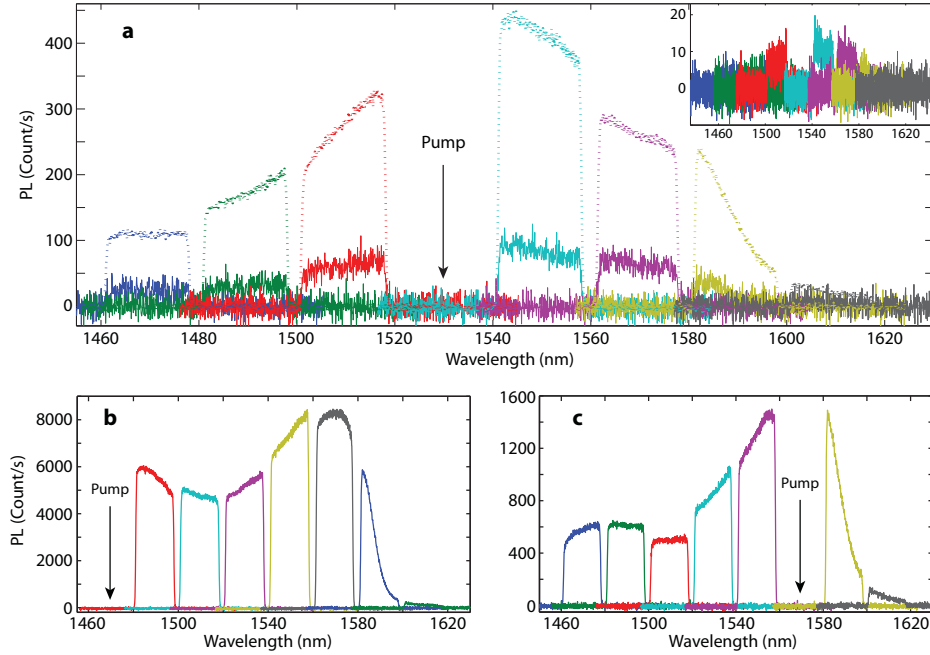 a
PL (Count/s)
400
300
200
100
0
Pump
20
10
0
1460 1500 1540 1580 1620
1460 1480 1500 1520 1540 1560 1580 1600 1620
Wavelength (nm)
b
PL (Count/s)
8000
6000
4000
2000
0
Pump
1460 1500 1540 1580 1620
Wavelength (nm)
c
1600
1200
800
400
0
Pump
1460 1500 1540 1580 1620
Wavelength (nm)